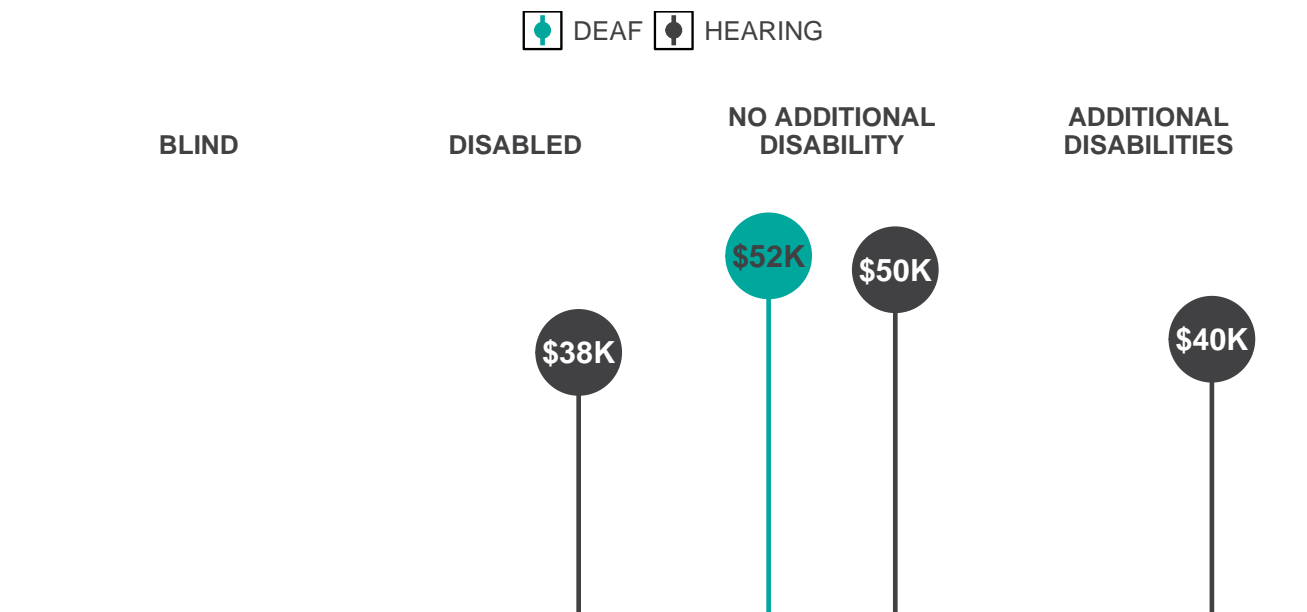 DEAF HEARING
BLIND
DISABLED
NO ADDITIONAL
DISABILITY
ADDITIONAL
DISABILITIES
$52K
$50K
$38K
$40K